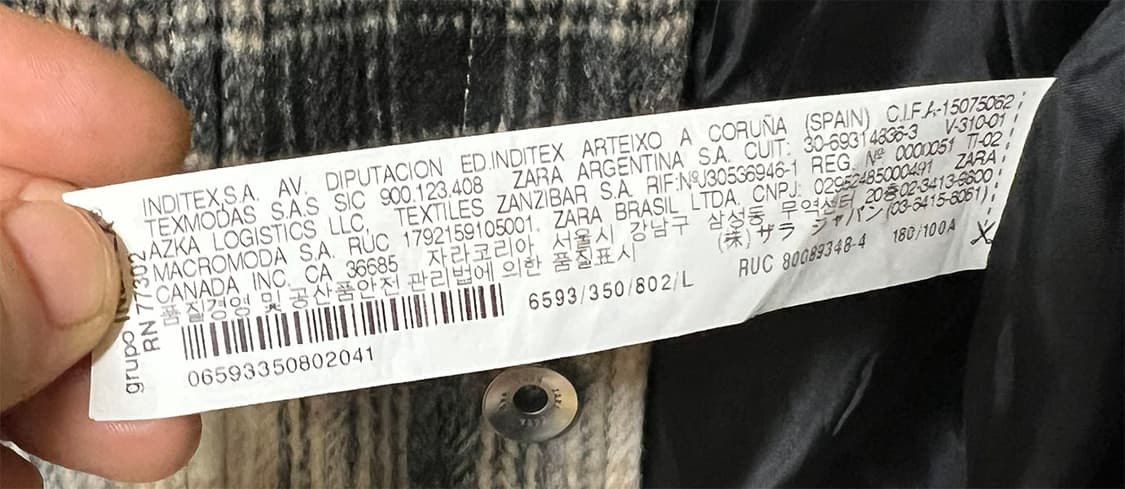 INDITEX,S.A. AV. DIPUTACION ED.INDITEX ARTEIXO A CORUÑA (SPAIN) C.I.F.A-15075062
TEXMODAS S.A.S SIC 900.123.408 ZARA ARGENTINA S.A. CUIT: 30-69314836-3 V-310-01
AZKA LOGISTICS LLC, TEXTILES ZANZIBAR S.A. RIF:NºJ30536946-1 REG. Nº 0000051 TI-02
MACROMODA S.A. RUC 1792159105001. ZARA BRASIL LTDA, CNPJ: 02952485000491 ZARA
CANADA INC. CA 36685 자라코리아 서울시 강남구 삼성동 무역센터 20층02-3413-9800
품질경영 및 공산품안전 관리법에 의한 품질표시 (株) ザラ ジャパン (03-6415-8061)
RUC 80089348-4 180/100A
6593/350/802/L
06593350802041
grupo
RN 77302